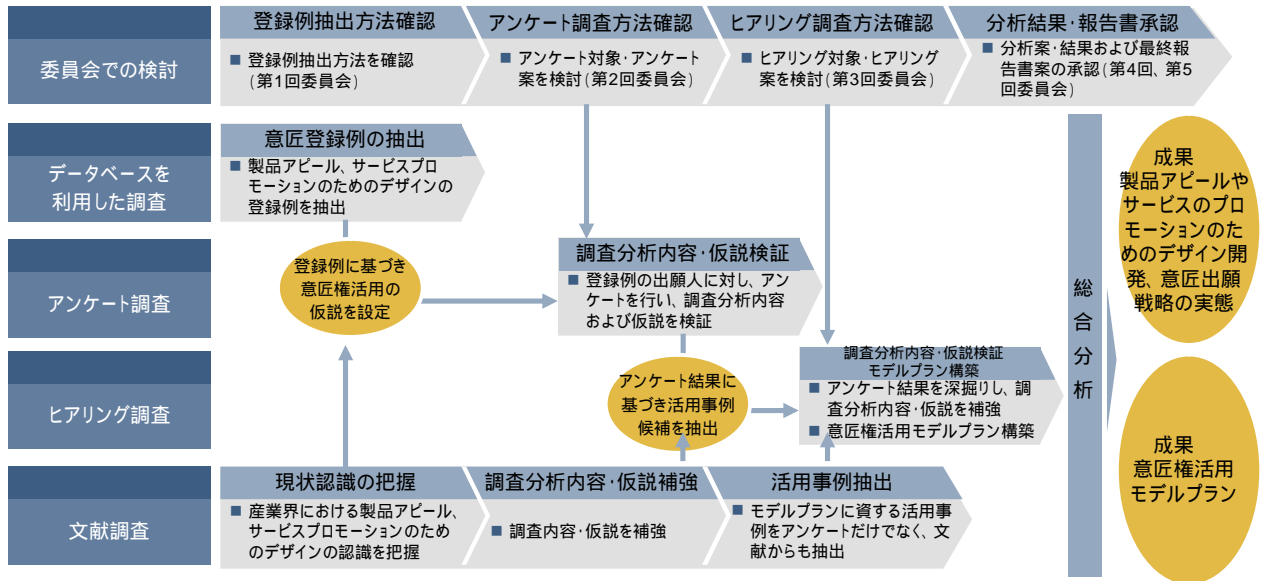 委員会での検討
登録例抽出方法確認
■ 登録例抽出方法を確認
(第1回委員会)
アンケート調査方法確認
■ アンケート対象・アンケート
案を検討(第2回委員会)
ヒアリング調査方法確認
■ ヒアリング対象・ヒアリング
案を検討(第3回委員会)
分析結果・報告書承認
■ 分析案・結果および最終報
告書案の承認(第4回、第5
回委員会)
データベースを
利用した調査
意匠登録例の抽出
■ 製品アピール、サービスプロ
モーションのためのデザインの
登録例を抽出
アンケート調査
登録例に基づき
意匠権活用の
仮説を設定
調査分析内容・仮説検証
■ 登録例の出願人に対し、アン
ケートを行い、調査分析内容
および仮説を検証
ヒアリング調査
アンケート結果に
基づき活用事例
候補を抽出
調査分析内容・仮説検証
モデルプラン構築
■ アンケート結果を深掘りし、調
査分析内容・仮説を補強
■ 意匠権活用モデルプラン構築
文献調査
現状認識の把握
■ 産業界における製品アピール、
サービスプロモーションのため
のデザインの認識を把握
調査分析内容・仮説補強
■ 調査内容・仮説を補強
活用事例抽出
■ モデルプランに資する活用事
例をアンケートだけでなく、文
献からも抽出
総合分析
成果
製品アピールや
サービスのプロ
モーションのた
めのデザイン開
発、意匠出願
戦略の実態
成果
意匠権活用
モデルプラン